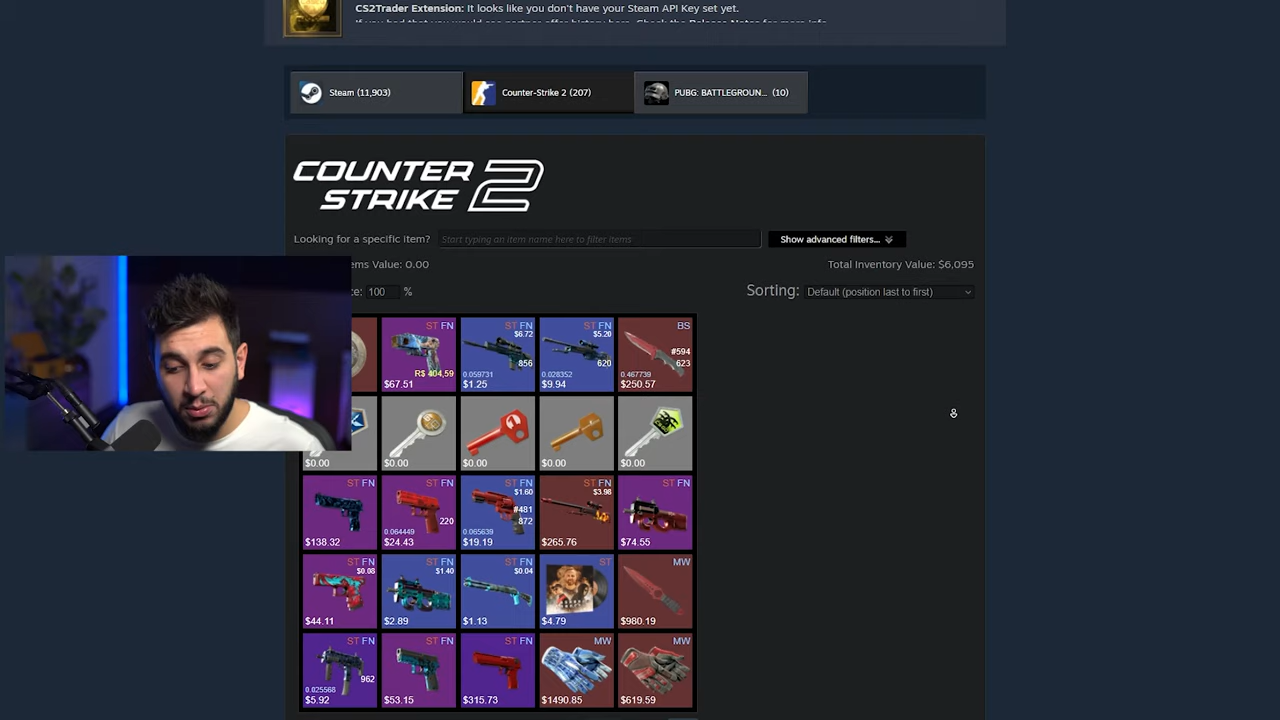 CS2Trader Extension: It looks like you don't have your Steam API Key set yet.
Steam (11,903)
Counter-Strike 2 (207)
PUBG: BATTLEGROUN... (10)
COUNTER
STRIKE 2
Looking for a specific item?
Start typing an item name here to filter items
Show advanced filters...
ems Value: 0.00
Total Inventory Value: $6,095
ce: 100 %
Sorting: Default (position last to first)
ST FN
R$ 404,59
$67.51
ST FN
$6.72
856
0.059731
$1.25
ST FN
$5.20
620
0.028352
$9.94
BS
#594
623
0.467739
$250.57
$0.00
$0.00
$0.00
$0.00
$0.00
ST FN
$138.32
ST FN
220
0.064449
$24.43
ST FN
$1.60
#481
872
0.065639
$19.19
ST FN
$3.98
$265.76
ST FN
$74.55
ST FN
$0.98
$44.11
ST FN
$1.40
$2.89
ST FN
$0.04
$1.13
ST
$4.79
MW
$980.19
ST FN
962
0.025568
$5.92
ST FN
$53.15
ST FN
$315.73
MW
$1490.85
MW
$619.59